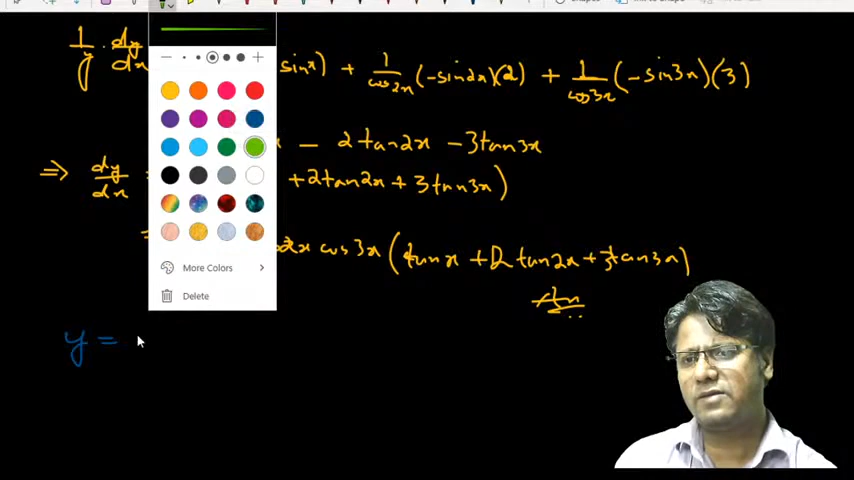 1/y · dy/dx sinx) + 1/cos2x (-sin2x)(2) + 1/cos3x (-sin3x)(3)
x - 2tan2x - 3tan3x
⇒ dy/dx = +2tan2x + 3tan3x)
= 2x cos3x (tanx + 2tan2x + 3tan3x)
Ans
y =
More Colors
Delete